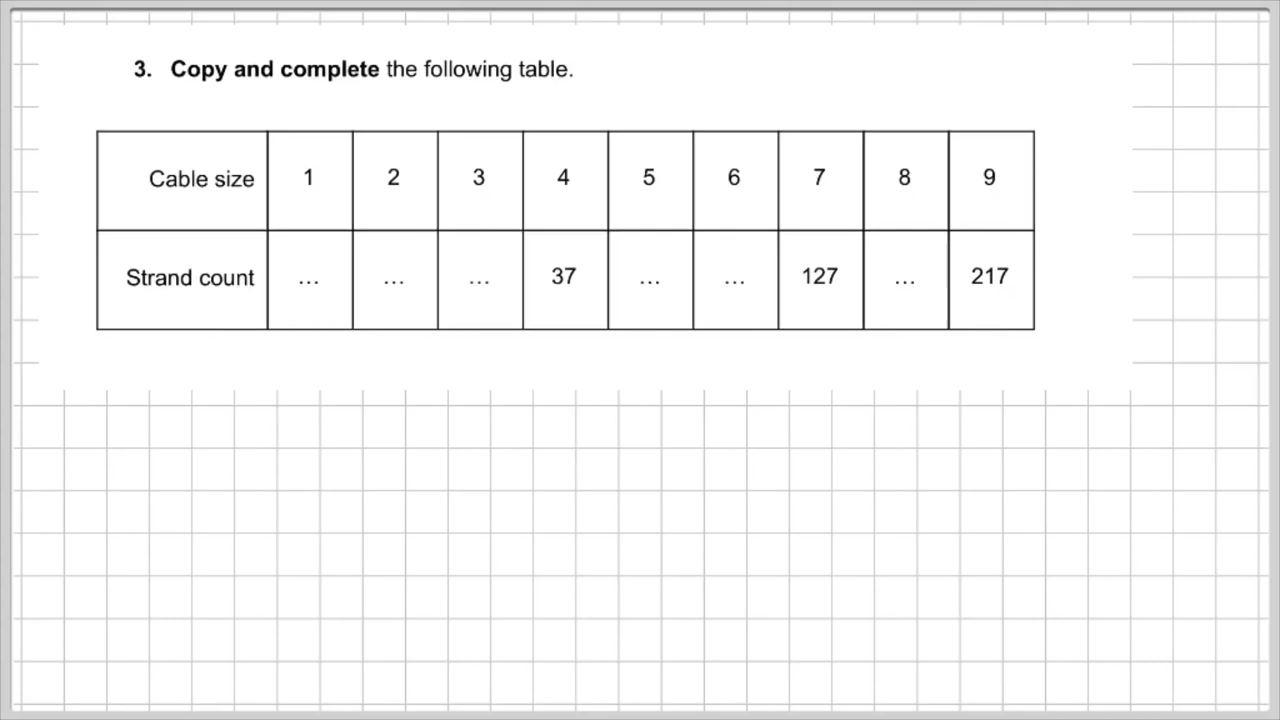 3. Copy and complete the following table.
Cable size 1 2 3 4 5 6 7 8 9
Strand count … … … 37 … … 127 … 217